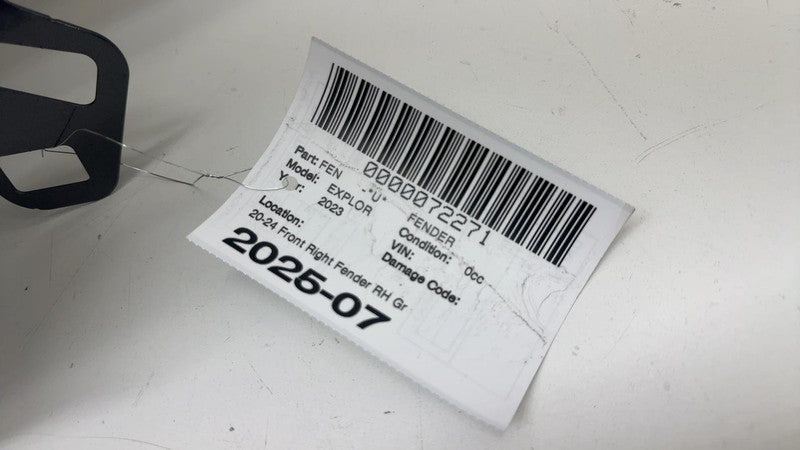 0000072271
Part: FEN -"U" FENDER
Model: EXPLOR Condition: 0cc
Year: 2023 VIN:
Damage Code:
Location:
20-24 Front Right Fender RH Gr
2025-07